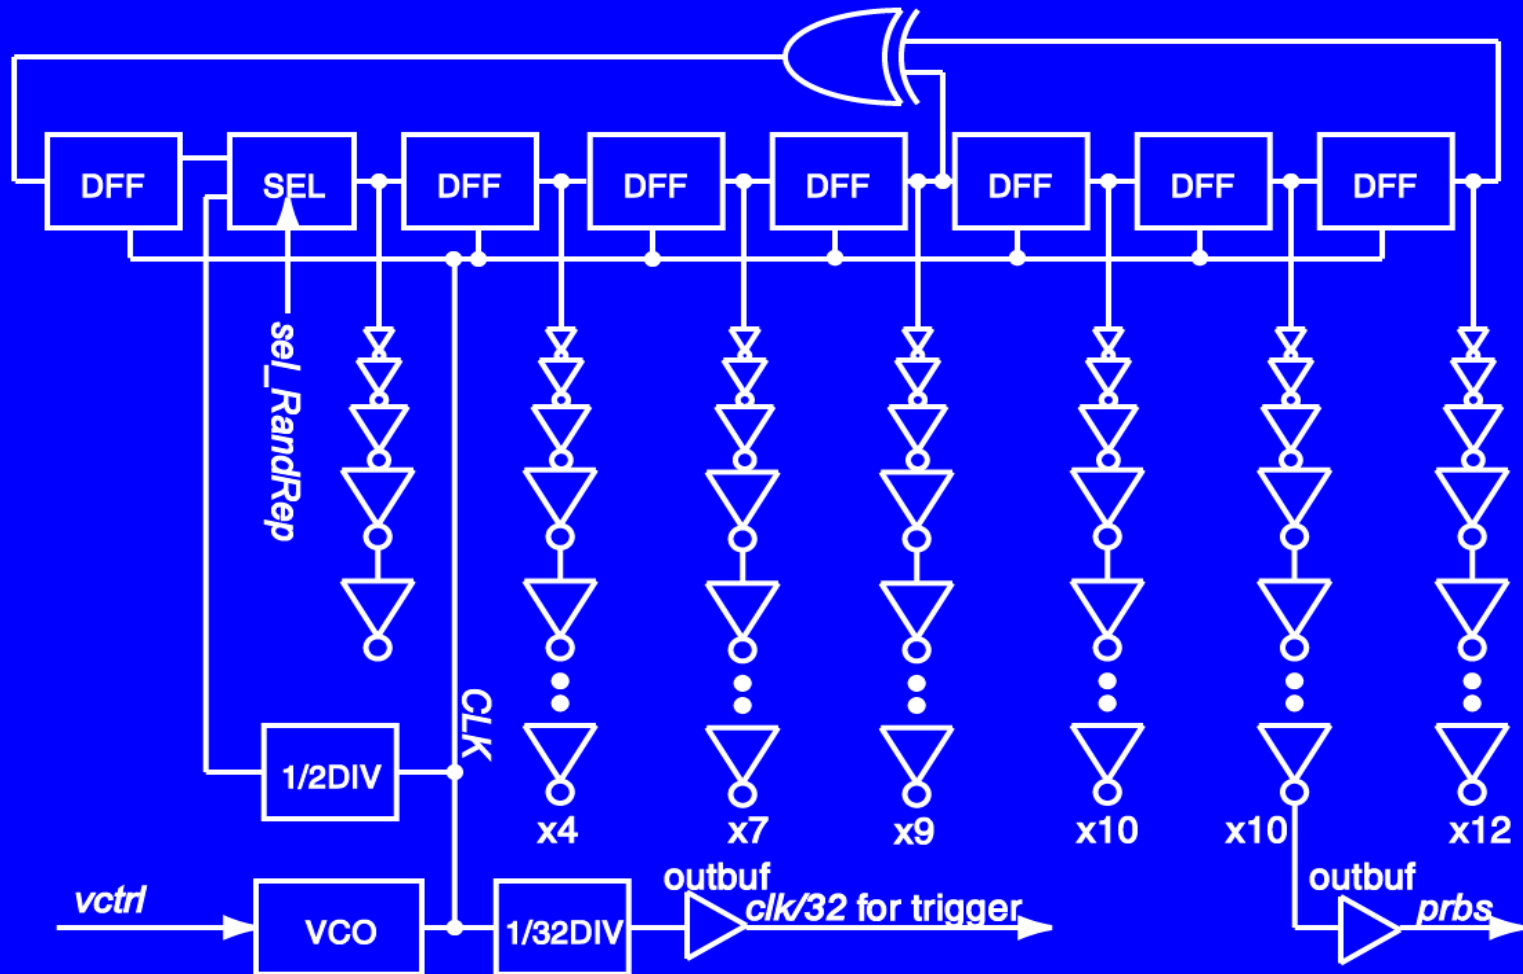 DFF
SEL
DFF
DFF
DFF
DFF
DFF
DFF
sel_RandRep
CLK
1/2DIV
x4
x7
x9
x10
x10
x12
vctrl
VCO
1/32DIV
outbuf
clk/32 for trigger
outbuf
prbs